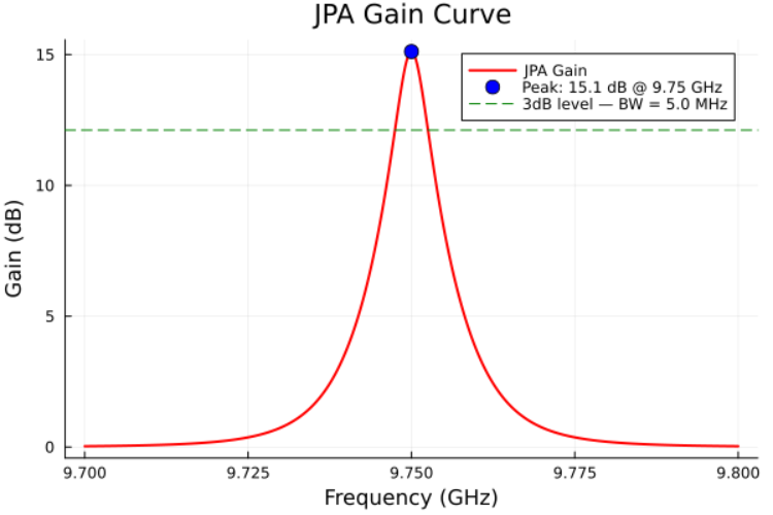 JPA Gain Curve
15
10
5
0
Gain (dB)
JPA Gain
Peak: 15.1 dB @ 9.75 GHz
3dB level — BW = 5.0 MHz
9.700 9.725 9.750 9.775 9.800
Frequency (GHz)